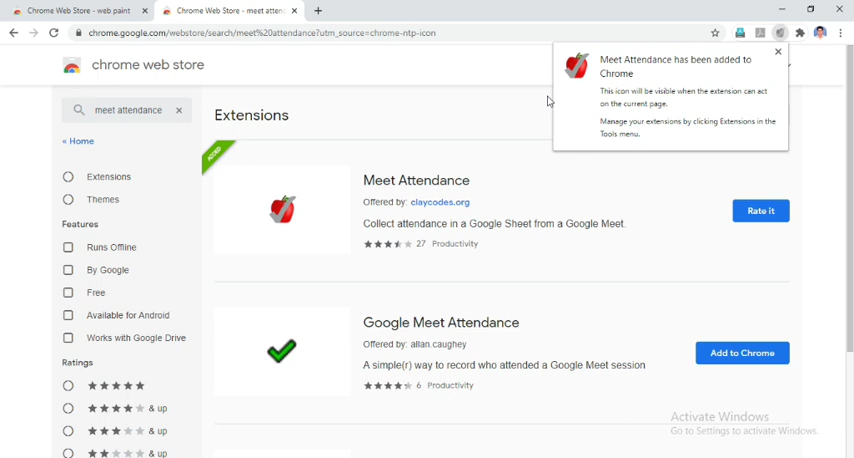 Chrome Web Store - web paint
Chrome Web Store - meet attend
chrome.google.com/webstore/search/meet%20attendance?utm_source=chrome-ntp-icon
chrome web store
Meet Attendance has been added to
Chrome
This icon will be visible when the extension can act
on the current page.
Manage your extensions by clicking Extensions in the
Tools menu.
meet attendance
« Home
Extensions
Themes
Features
Runs Offline
By Google
Free
Available for Android
Works with Google Drive
Ratings
& up
& up
& up
Extensions
ADDED
Meet Attendance
Offered by: claycodes.org
Collect attendance in a Google Sheet from a Google Meet.
27 Productivity
Rate it
Google Meet Attendance
Offered by: allan.caughey
A simple(r) way to record who attended a Google Meet session
6 Productivity
Add to Chrome
Activate Windows
Go to Settings to activate Windows.